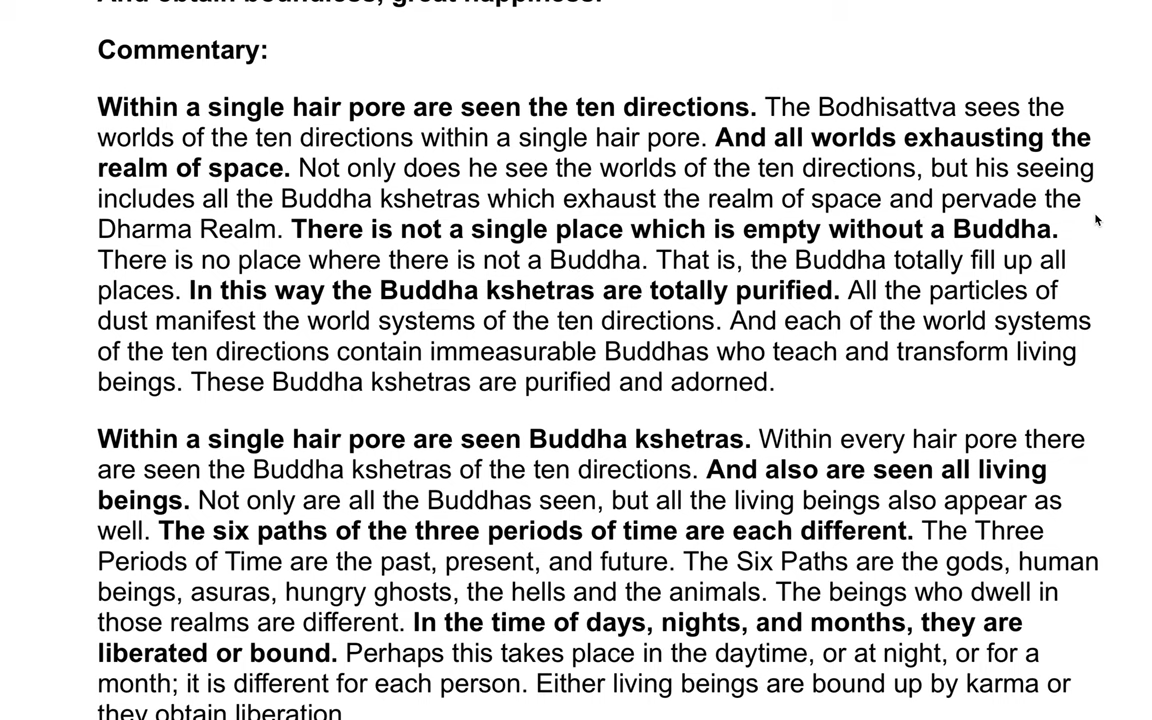 And obtain boundless, great happiness.
Commentary:
Within a single hair pore are seen the ten directions. The Bodhisattva sees the
worlds of the ten directions within a single hair pore. And all worlds exhausting the
realm of space. Not only does he see the worlds of the ten directions, but his seeing
includes all the Buddha kshetras which exhaust the realm of space and pervade the
Dharma Realm. There is not a single place which is empty without a Buddha.
There is no place where there is not a Buddha. That is, the Buddha totally fill up all
places. In this way the Buddha kshetras are totally purified. All the particles of
dust manifest the world systems of the ten directions. And each of the world systems
of the ten directions contain immeasurable Buddhas who teach and transform living
beings. These Buddha kshetras are purified and adorned.
Within a single hair pore are seen Buddha kshetras. Within every hair pore there
are seen the Buddha kshetras of the ten directions. And also are seen all living
beings. Not only are all the Buddhas seen, but all the living beings also appear as
well. The six paths of the three periods of time are each different. The Three
Periods of Time are the past, present, and future. The Six Paths are the gods, human
beings, asuras, hungry ghosts, the hells and the animals. The beings who dwell in
those realms are different. In the time of days, nights, and months, they are
liberated or bound. Perhaps this takes place in the daytime, or at night, or for a
month; it is different for each person. Either living beings are bound up by karma or
they obtain liberation.